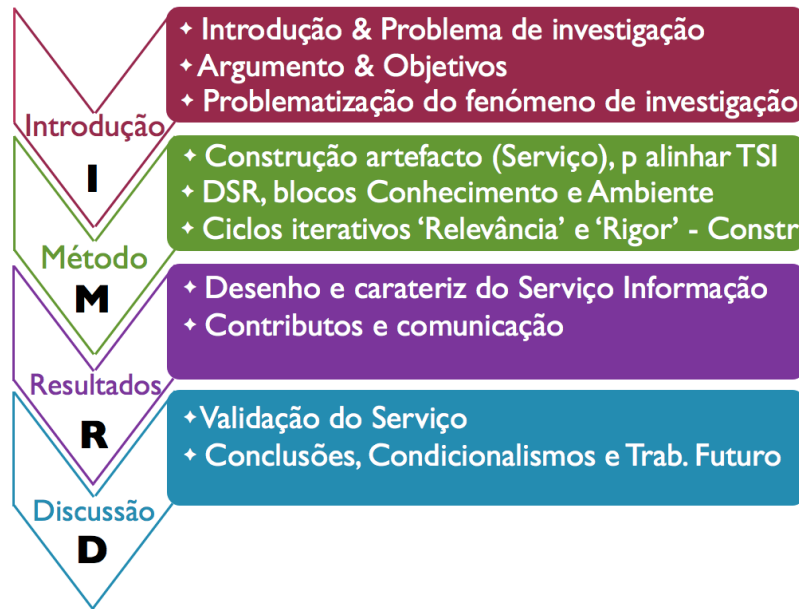 ✦ Introdução & Problema de investigação
✦ Argumento & Objetivos
✦ Problematização do fenómeno de investigação
Introdução
I
✦ Construção artefacto (Serviço), p alinhar TSI
✦ DSR, blocos Conhecimento e Ambiente
✦ Ciclos iterativos ‘Relevância’ e ‘Rigor’ - Constr
Método
M
✦ Desenho e carateriz do Serviço Informação
✦ Contributos e comunicação
Resultados
R
✦ Validação do Serviço
✦ Conclusões, Condicionalismos e Trab. Futuro
Discussão
D